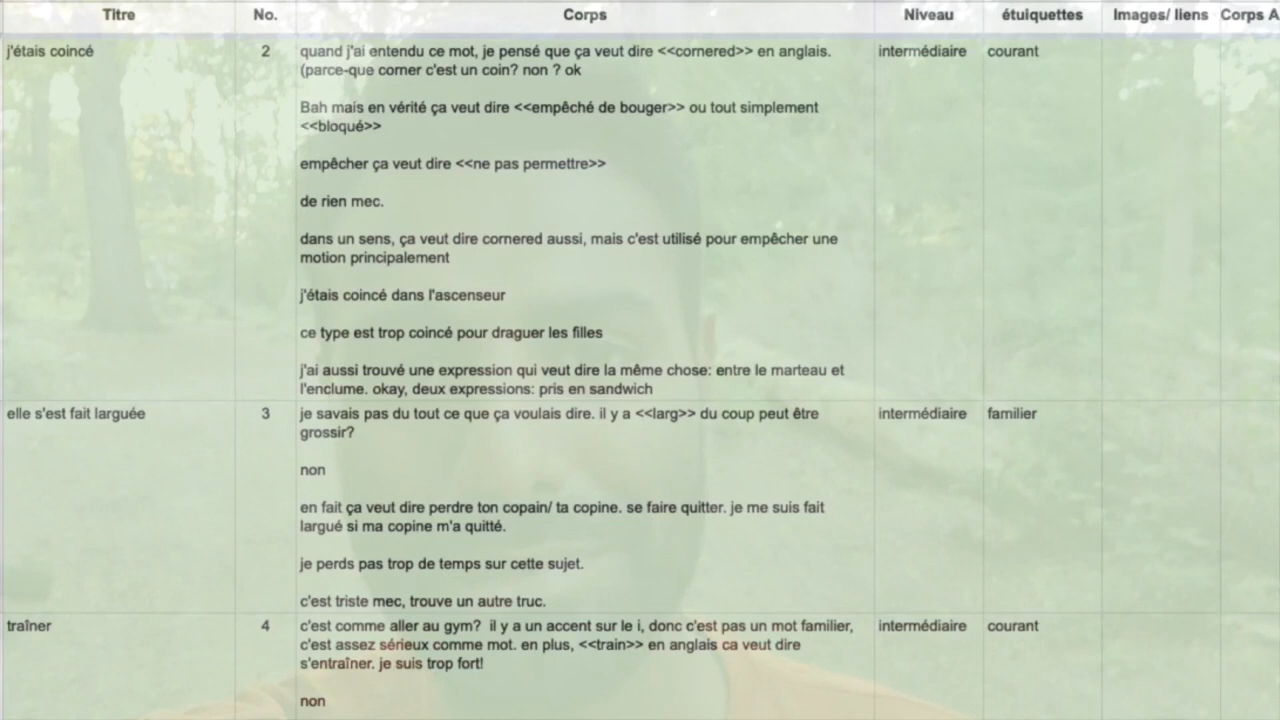 Titre No. Corps Niveau étuiquettes Images/ liens Corps A
j'étais coincé 2 quand j'ai entendu ce mot, je pensé que ça veut dire <<cornered>> en anglais. intermédiaire courant
(parce-que corner c'est un coin? non ? ok
Bah mais en vérité ça veut dire <<empêché de bouger>> ou tout simplement
<<bloqué>>
empêcher ça veut dire <<ne pas permettre>>
de rien mec.
dans un sens, ça veut dire cornered aussi, mais c'est utilisé pour empêcher une
motion principalement
j'étais coincé dans l'ascenseur
ce type est trop coincé pour draguer les filles
j'ai aussi trouvé une expression qui veut dire la même chose: entre le marteau et
l'enclume. okay, deux expressions: pris en sandwich
elle s'est fait larguée 3 je savais pas du tout ce que ça voulais dire. il y a <<larg>> du coup peut être intermédiaire familier
grossir?
non
en fait ça veut dire perdre ton copain/ ta copine. se faire quitter. je me suis fait
largué si ma copine m'a quitté.
je perds pas trop de temps sur cette sujet.
c'est triste mec, trouve un autre truc.
traîner 4 c'est comme aller au gym? il y a un accent sur le i, donc c'est pas un mot familier, intermédiaire courant
c'est assez sérieux comme mot. en plus, <<train>> en anglais ca veut dire
s'entraîner. je suis trop fort!
non